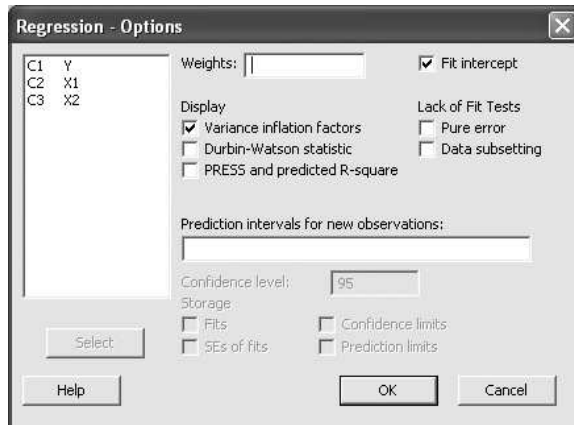 Regression - Options
C1 Y
C2 X1
C3 X2
Weights:
Fit intercept
Display
Variance inflation factors
Durbin-Watson statistic
PRESS and predicted R-square
Lack of Fit Tests
Pure error
Data subsetting
Prediction intervals for new observations:
Confidence level: 95
Storage
Fits
Confidence limits
SEs of fits
Prediction limits
Select
Help
OK
Cancel